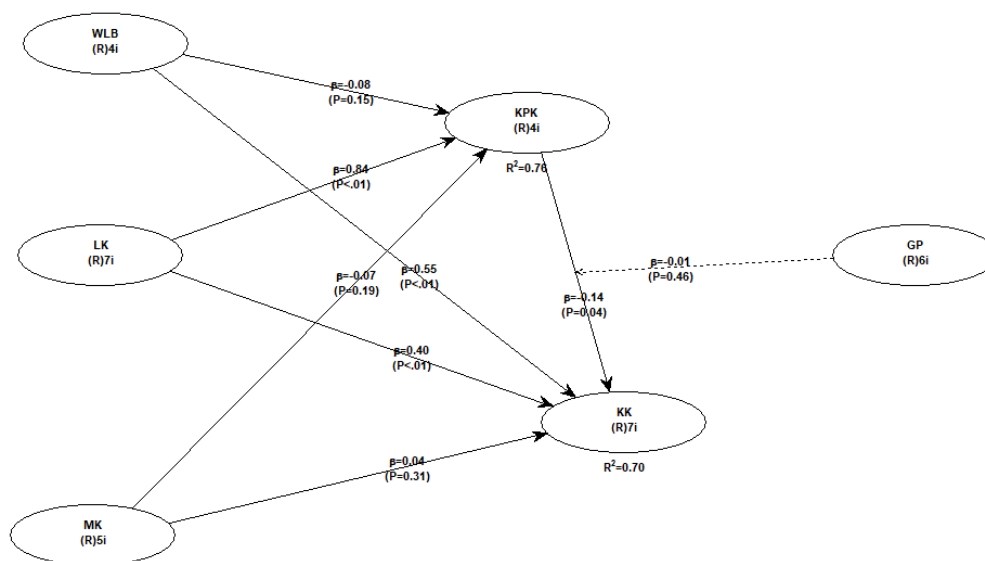 WLB
(R)4i
β=-0.08
(P=0.15)
KPK
(R)4i
R²=0.76
β=0.84
(P<.01)
LK
(R)7i
GP
(R)6i
β=-0.01
(P=0.46)
β=-0.07
(P=0.19)
β=0.55
(P<.01)
β=-0.14
(P=0.04)
β=0.40
(P<.01)
KK
(R)7i
R²=0.70
β=0.04
(P=0.31)
MK
(R)5i